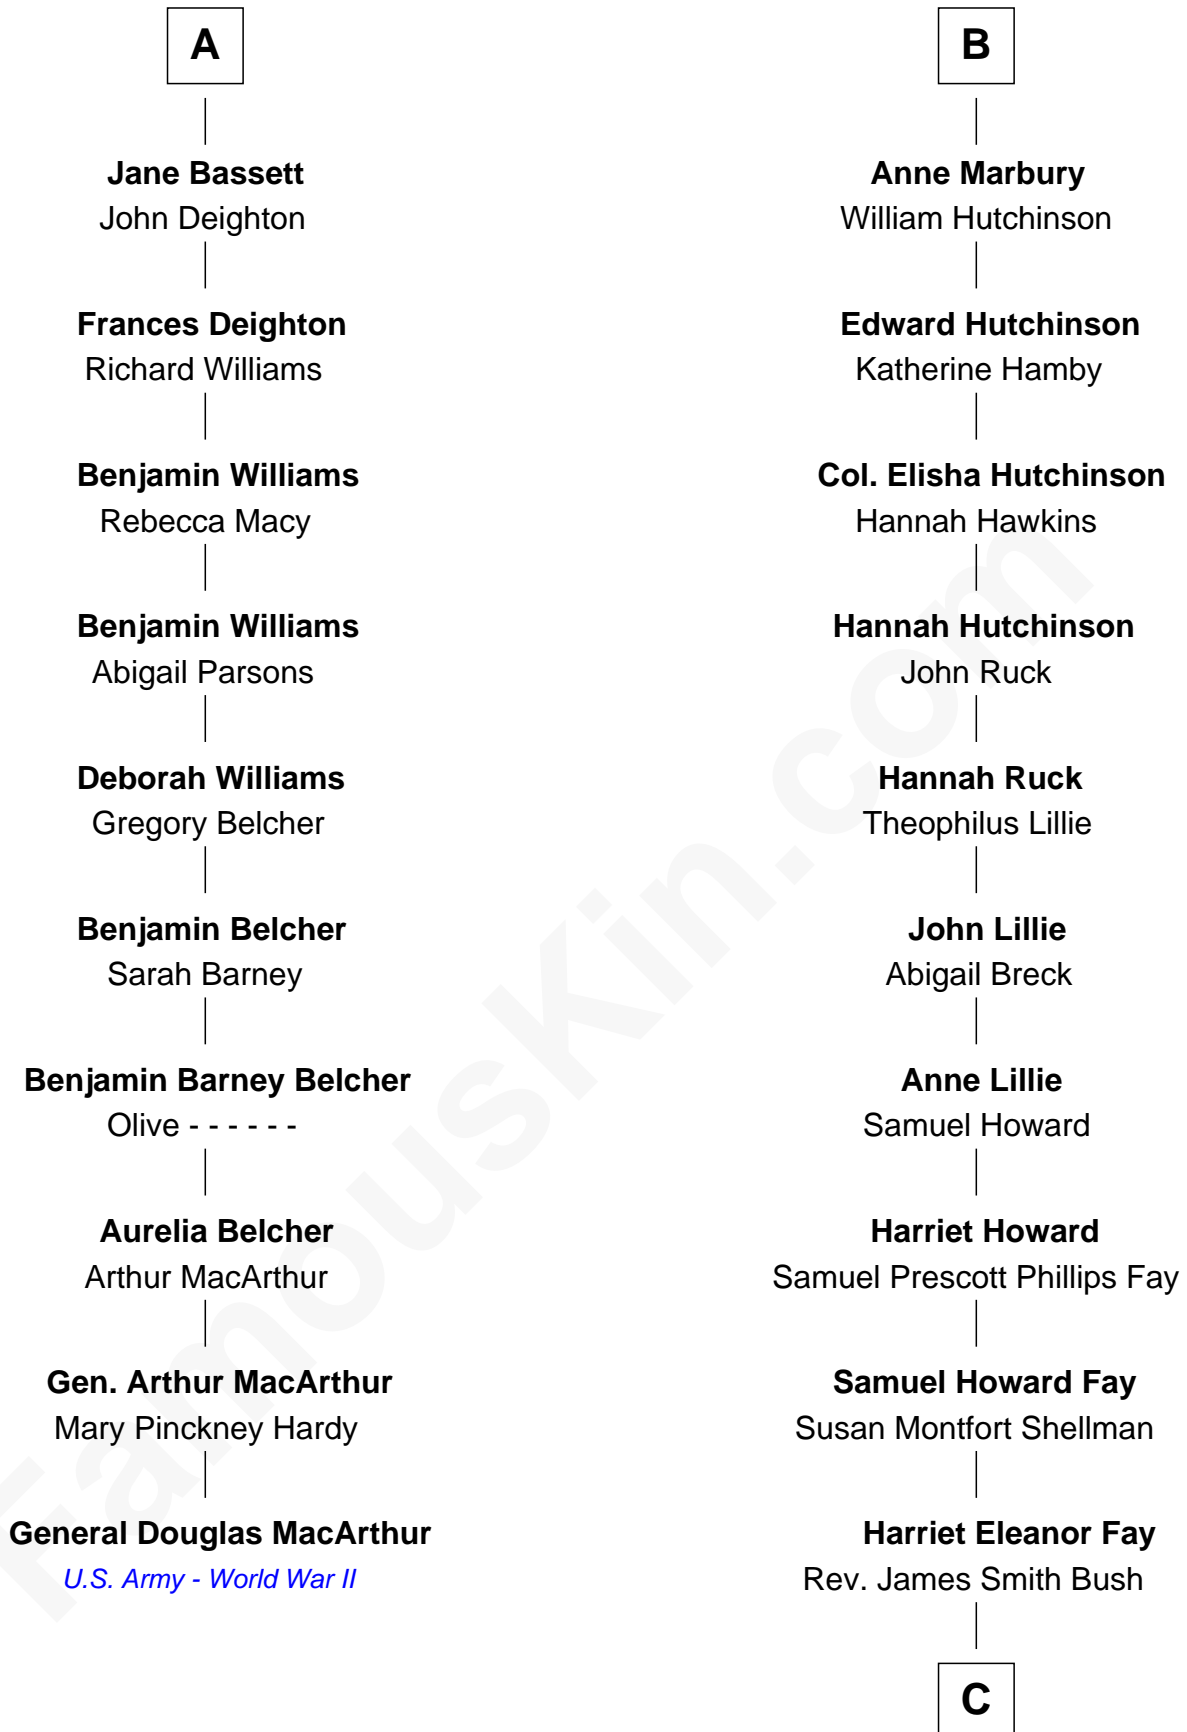 A
Jane Bassett
John Deighton
Frances Deighton
Richard Williams
Benjamin Williams
Rebecca Macy
Benjamin Williams
Abigail Parsons
Deborah Williams
Gregory Belcher
Benjamin Belcher
Sarah Barney
Benjamin Barney Belcher
Olive - - - - - -
Aurelia Belcher
Arthur MacArthur
Gen. Arthur MacArthur
Mary Pinckney Hardy
General Douglas MacArthur
U.S. Army - World War II
B
Anne Marbury
William Hutchinson
Edward Hutchinson
Katherine Hamby
Col. Elisha Hutchinson
Hannah Hawkins
Hannah Hutchinson
John Ruck
Hannah Ruck
Theophilus Lillie
John Lillie
Abigail Breck
Anne Lillie
Samuel Howard
Harriet Howard
Samuel Prescott Phillips Fay
Samuel Howard Fay
Susan Montfort Shellman
Harriet Eleanor Fay
Rev. James Smith Bush
C
FamousKin.com